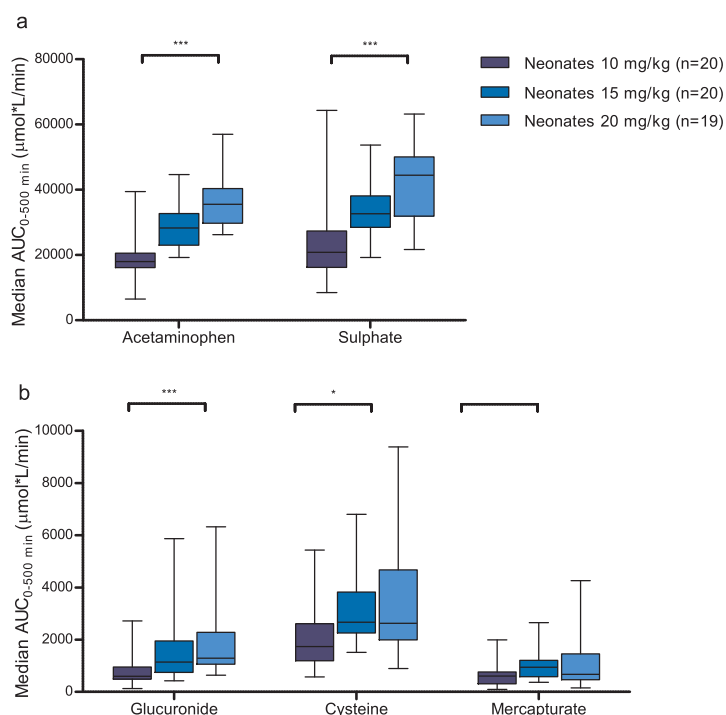 a
***
***
Neonates 10 mg/kg (n=20)
Neonates 15 mg/kg (n=20)
Neonates 20 mg/kg (n=19)
Median AUC0-500 min (μmol*L/min)
80000
60000
40000
20000
0
Acetaminophen
Sulphate
b
***
*
Median AUC0-500 min (μmol*L/min)
10000
8000
6000
4000
2000
0
Glucuronide
Cysteine
Mercapturate